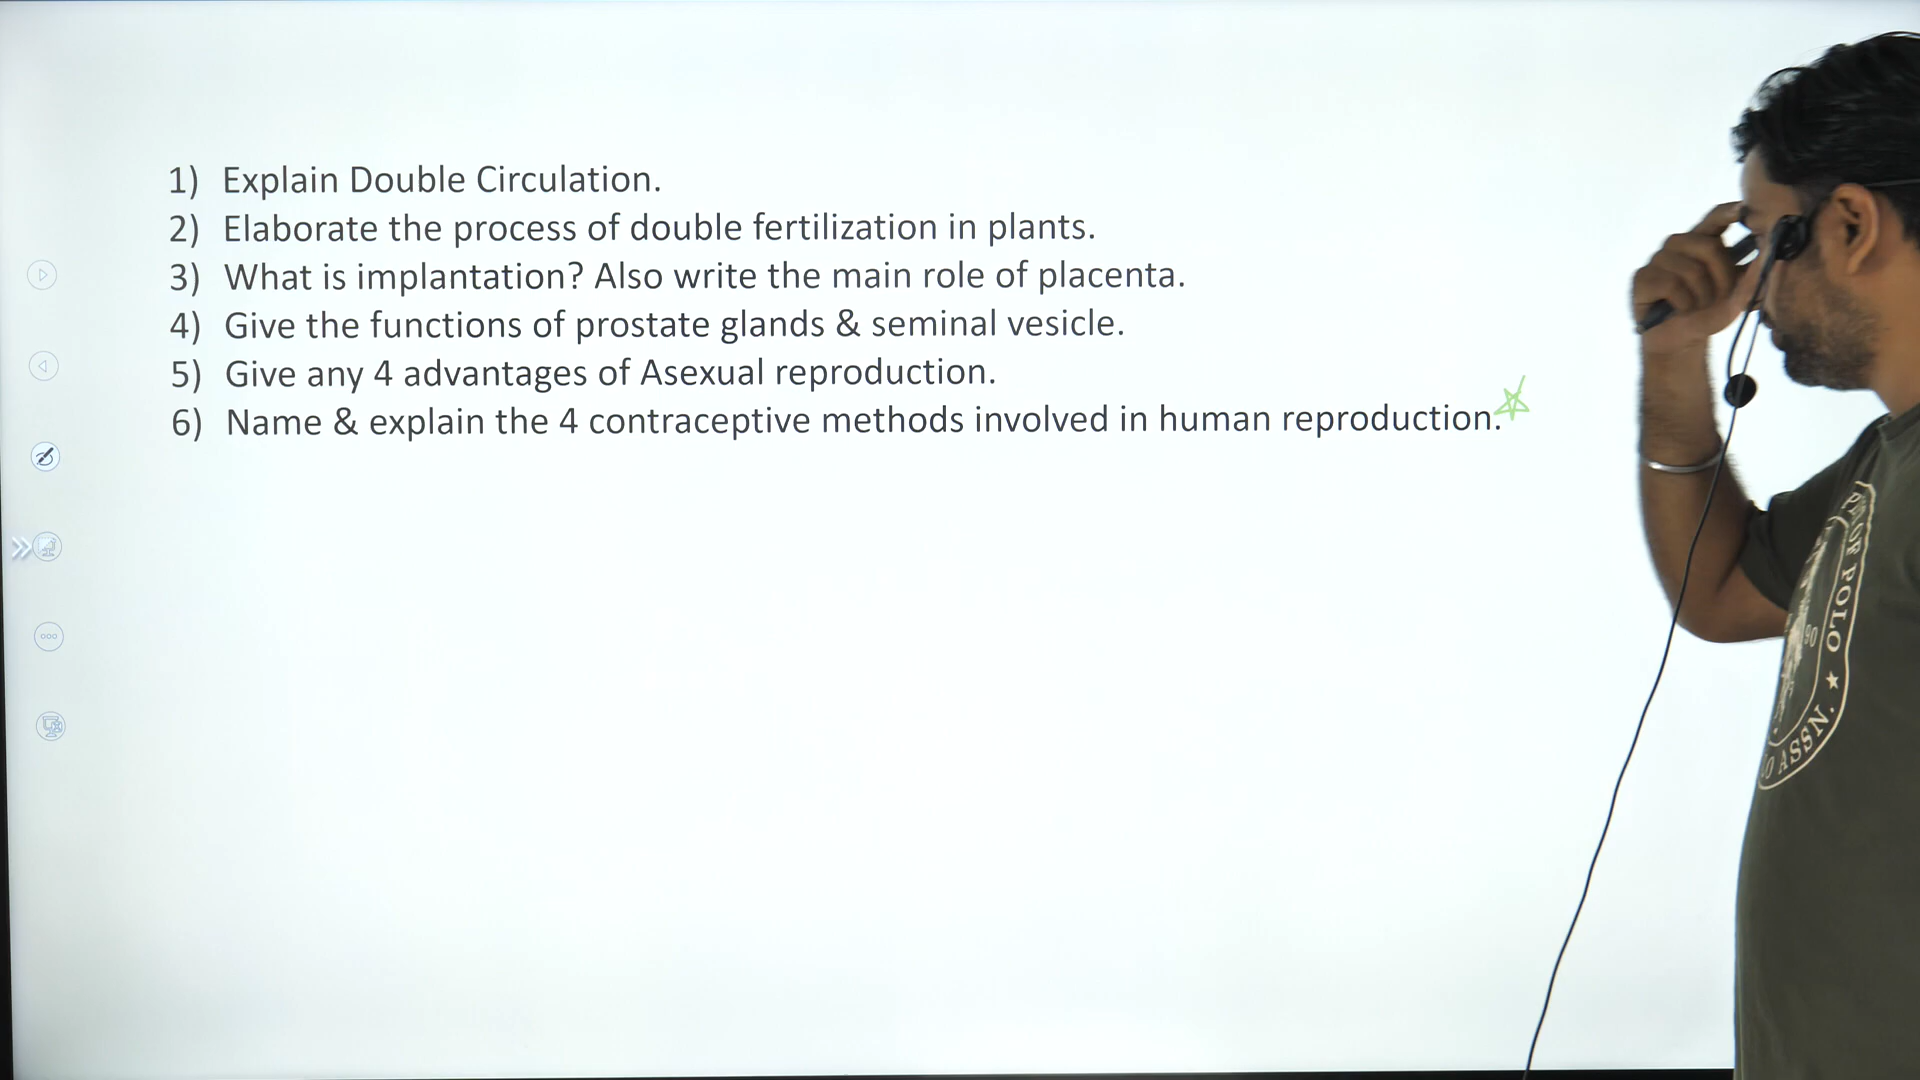 1) Explain Double Circulation.
2) Elaborate the process of double fertilization in plants.
3) What is implantation? Also write the main role of placenta.
4) Give the functions of prostate glands & seminal vesicle.
5) Give any 4 advantages of Asexual reproduction.
6) Name & explain the 4 contraceptive methods involved in human reproduction.
POLO
ASSN.